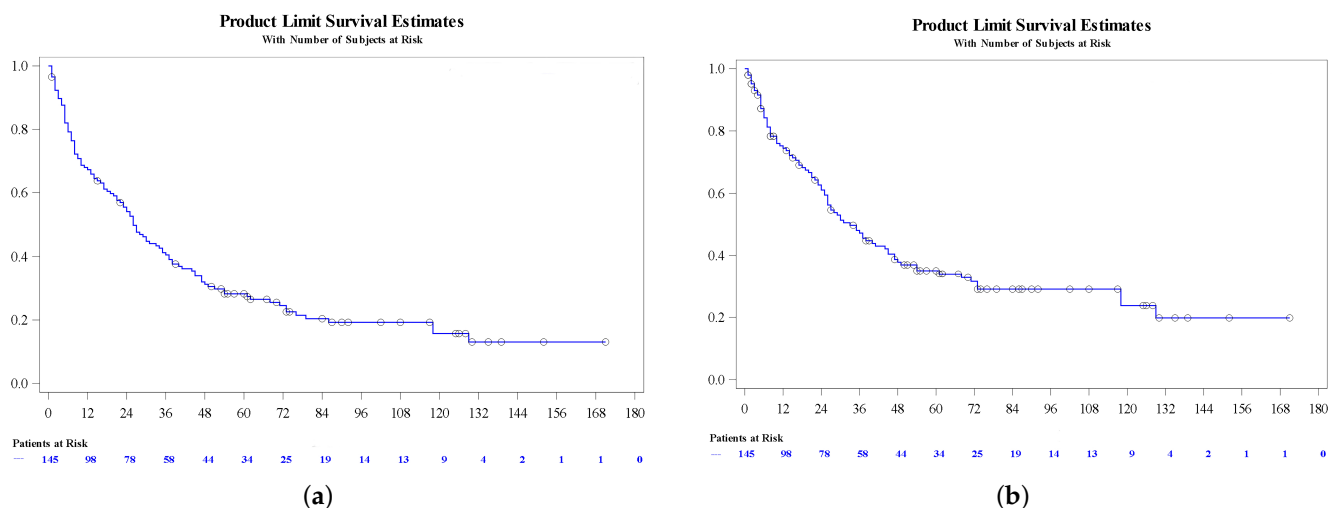 Product Limit Survival Estimates
With Number of Subjects at Risk
1.0
0.8
0.6
0.4
0.2
0.0
0 12 24 36 48 60 72 84 96 108 120 132 144 156 168 180
Patients at Risk
145 98 78 58 44 34 25 19 14 13 9 4 2 1 1 0
(a)
Product Limit Survival Estimates
With Number of Subjects at Risk
1.0
0.8
0.6
0.4
0.2
0.0
0 12 24 36 48 60 72 84 96 108 120 132 144 156 168 180
Patients at Risk
145 98 78 58 44 34 25 19 14 13 9 4 2 1 1 0
(b)